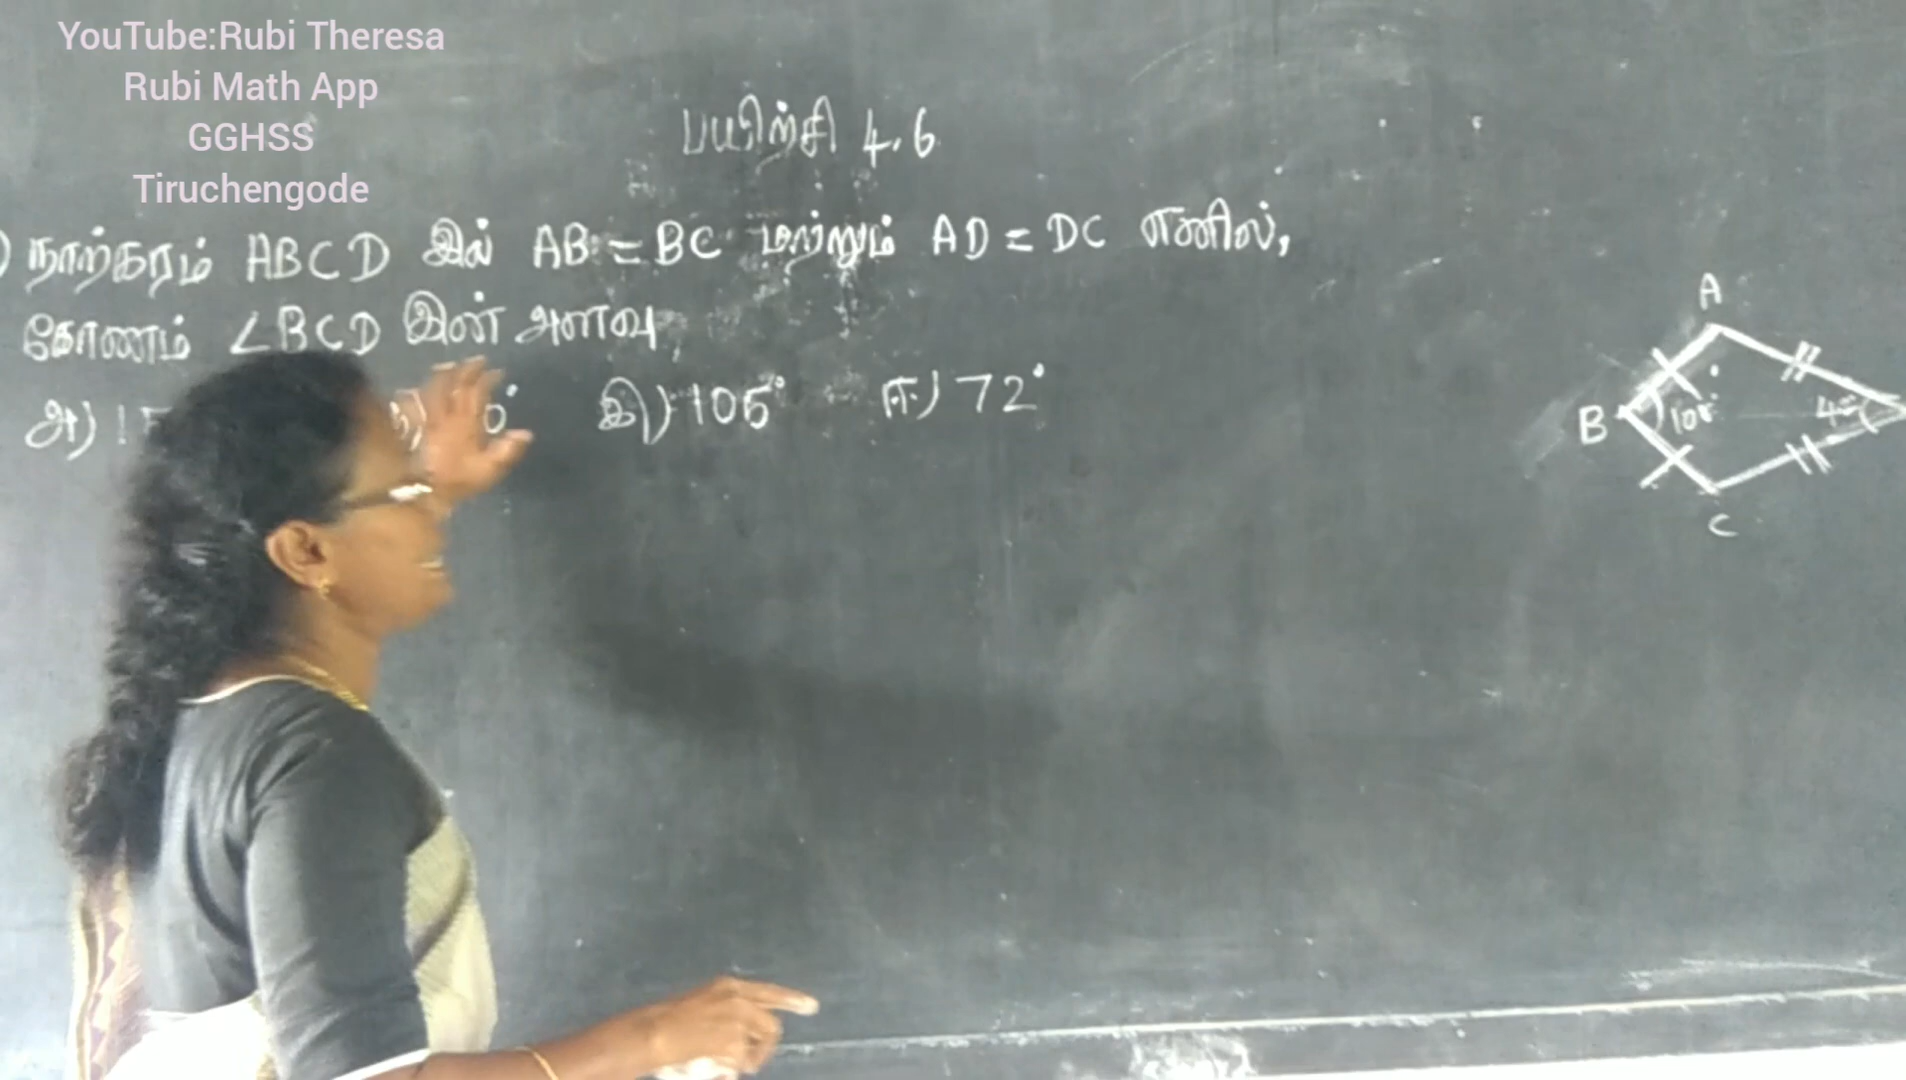 YouTube:Rubi Theresa
Rubi Math App
GGHSS
Tiruchengode
பயிற்சி 4.6
) நாற்கரம் ABCD இல் AB = BC மற்றும் AD = DC எனில்,
கோணம் ∠BCD இன் அளவு,
அ) இ) 105° ஈ) 72°
A
B
C